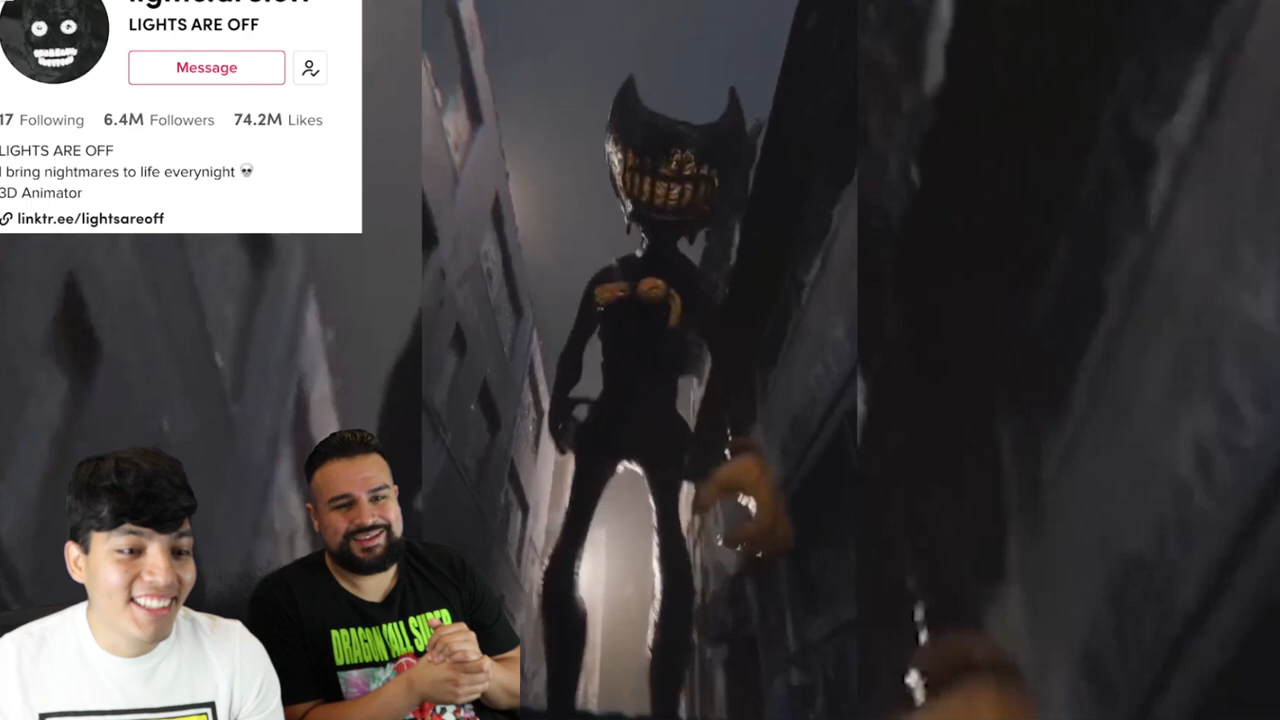 LIGHTS ARE OFF
Message
17 Following 6.4M Followers 74.2M Likes
LIGHTS ARE OFF
I bring nightmares to life everynight 💀
3D Animator
linktr.ee/lightsareoff
DRAGON BALL SUPER